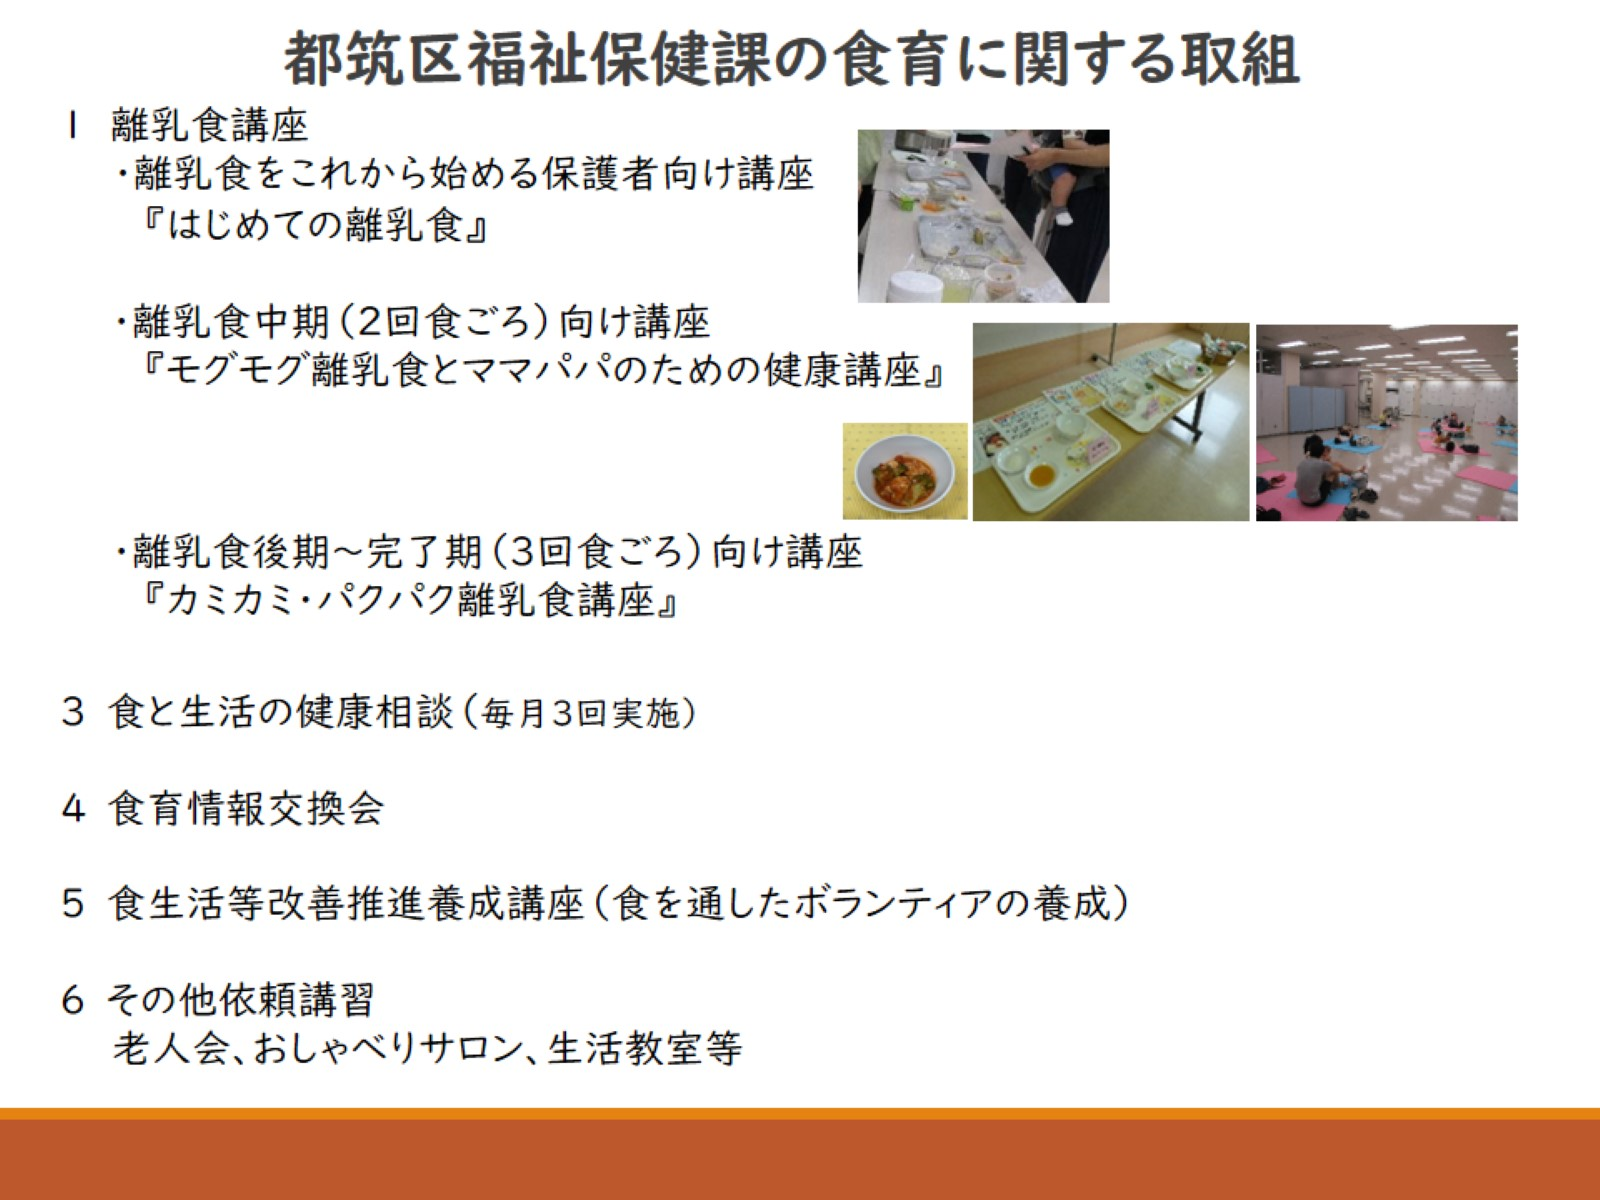 都筑区福祉保健課の食育に関する取組
1 離乳食講座
・離乳食をこれから始める保護者向け講座
『はじめての離乳食』
・離乳食中期（2回食ごろ）向け講座
『モグモグ離乳食とママパパのための健康講座』
・離乳食後期～完了期（3回食ごろ）向け講座
『カミカミ・パクパク離乳食講座』
3 食と生活の健康相談（毎月3回実施）
4 食育情報交換会
5 食生活等改善推進養成講座（食を通したボランティアの養成）
6 その他依頼講習
老人会、おしゃべりサロン、生活教室等